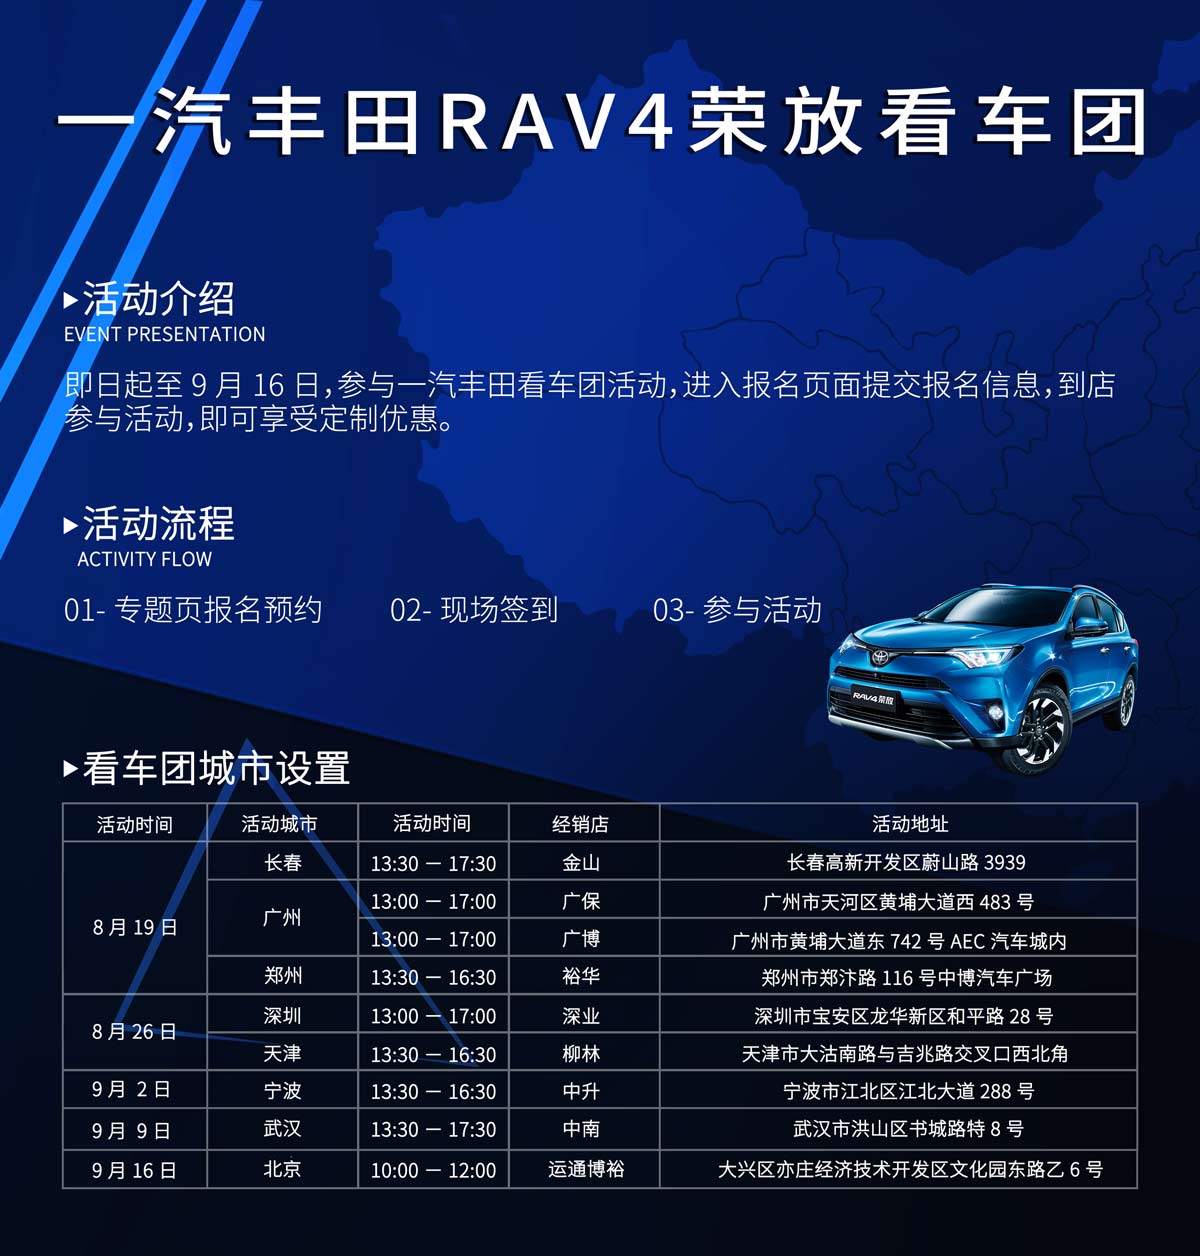 一汽丰田RAV4荣放看车团
活动介绍
EVENT PRESENTATION
即日起至 9 月 16 日，参与一汽丰田看车团活动，进入报名页面提交报名信息，到店
参与活动，即可享受定制优惠。
活动流程
ACTIVITY FLOW
01- 专题页报名预约 02- 现场签到 03- 参与活动
RAV4荣放
看车团城市设置
活动时间 活动城市 活动时间 经销店 活动地址
8 月 19 日 长春 13:30 — 17:30 金山 长春高新开发区蔚山路 3939
广州 13:00 — 17:00 广保 广州市天河区黄埔大道西 483 号
13:00 — 17:00 广博 广州市黄埔大道东 742 号 AEC 汽车城内
郑州 13:30 — 16:30 裕华 郑州市郑汴路 116 号中博汽车广场
8 月 26 日 深圳 13:00 — 17:00 深业 深圳市宝安区龙华新区和平路 28 号
天津 13:30 — 16:30 柳林 天津市大沽南路与吉兆路交叉口西北角
9 月 2 日 宁波 13:30 — 16:30 中升 宁波市江北区江北大道 288 号
9 月 9 日 武汉 13:30 — 17:30 中南 武汉市洪山区书城路特 8 号
9 月 16 日 北京 10:00 — 12:00 运通博裕 大兴区亦庄经济技术开发区文化园东路乙 6 号